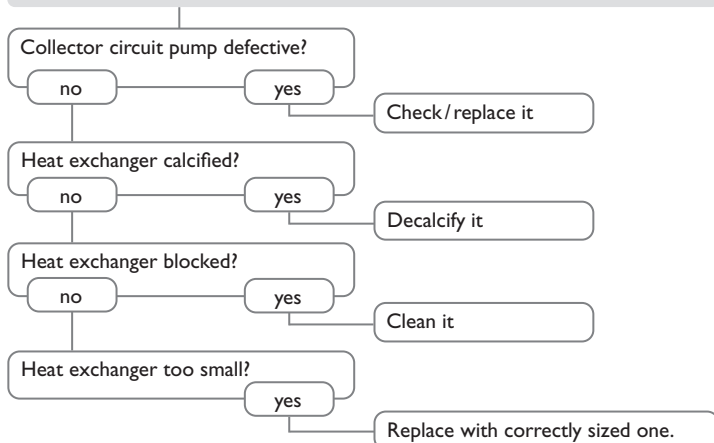 Collector circuit pump defective?
no
yes
Check / replace it
Heat exchanger calcified?
no
yes
Decalcify it
Heat exchanger blocked?
no
yes
Clean it
Heat exchanger too small?
yes
Replace with correctly sized one.